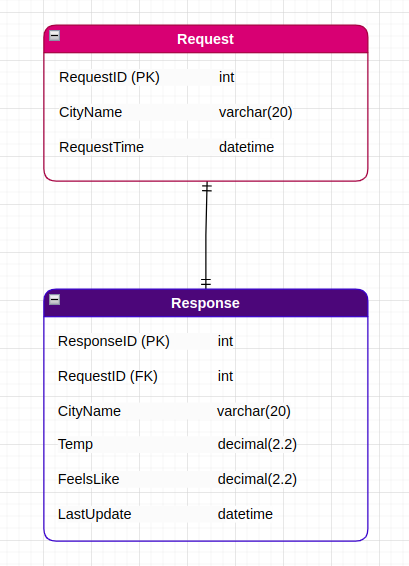 Request
RequestID (PK) int
CityName varchar(20)
RequestTime datetime
Response
ResponseID (PK) int
RequestID (FK) int
CityName varchar(20)
Temp decimal(2.2)
FeelsLike decimal(2.2)
LastUpdate datetime